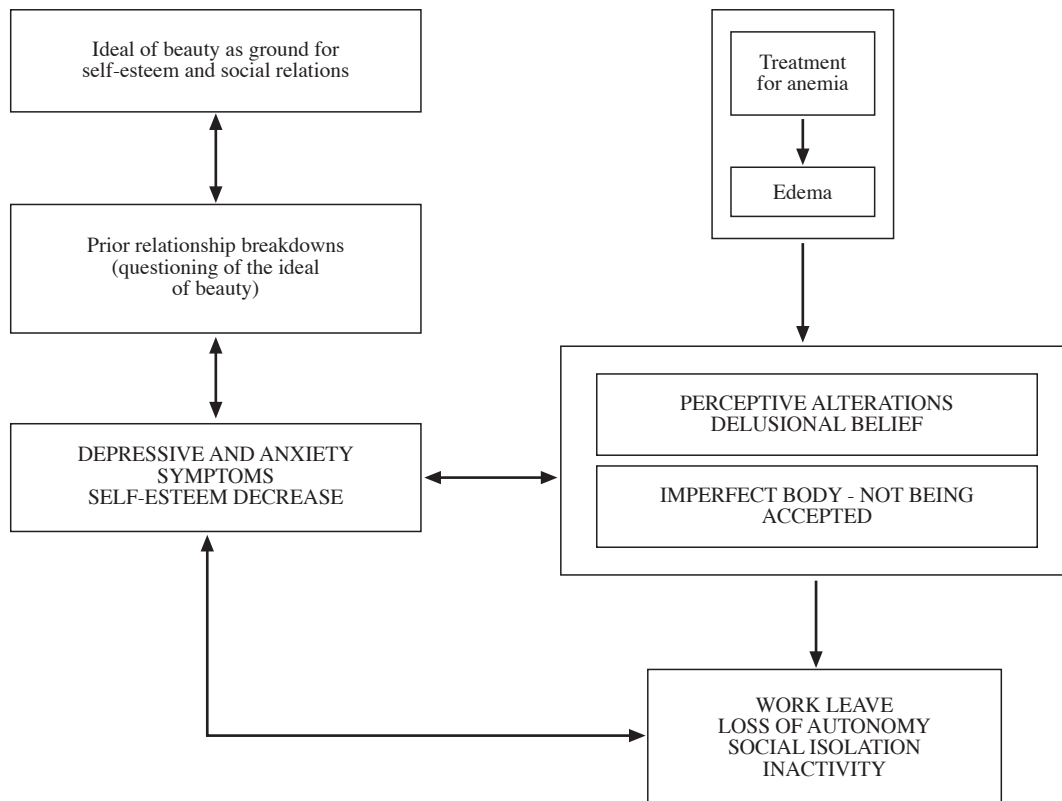 Ideal of beauty as ground for
self-esteem and social relations
Treatment
for anemia
Edema
Prior relationship breakdowns
(questioning of the ideal
of beauty)
PERCEPTIVE ALTERATIONS
DELUSIONAL BELIEF
DEPRESSIVE AND ANXIETY
SYMPTOMS
SELF-ESTEEM DECREASE
IMPERFECT BODY - NOT BEING
ACCEPTED
WORK LEAVE
LOSS OF AUTONOMY
SOCIAL ISOLATION
INACTIVITY